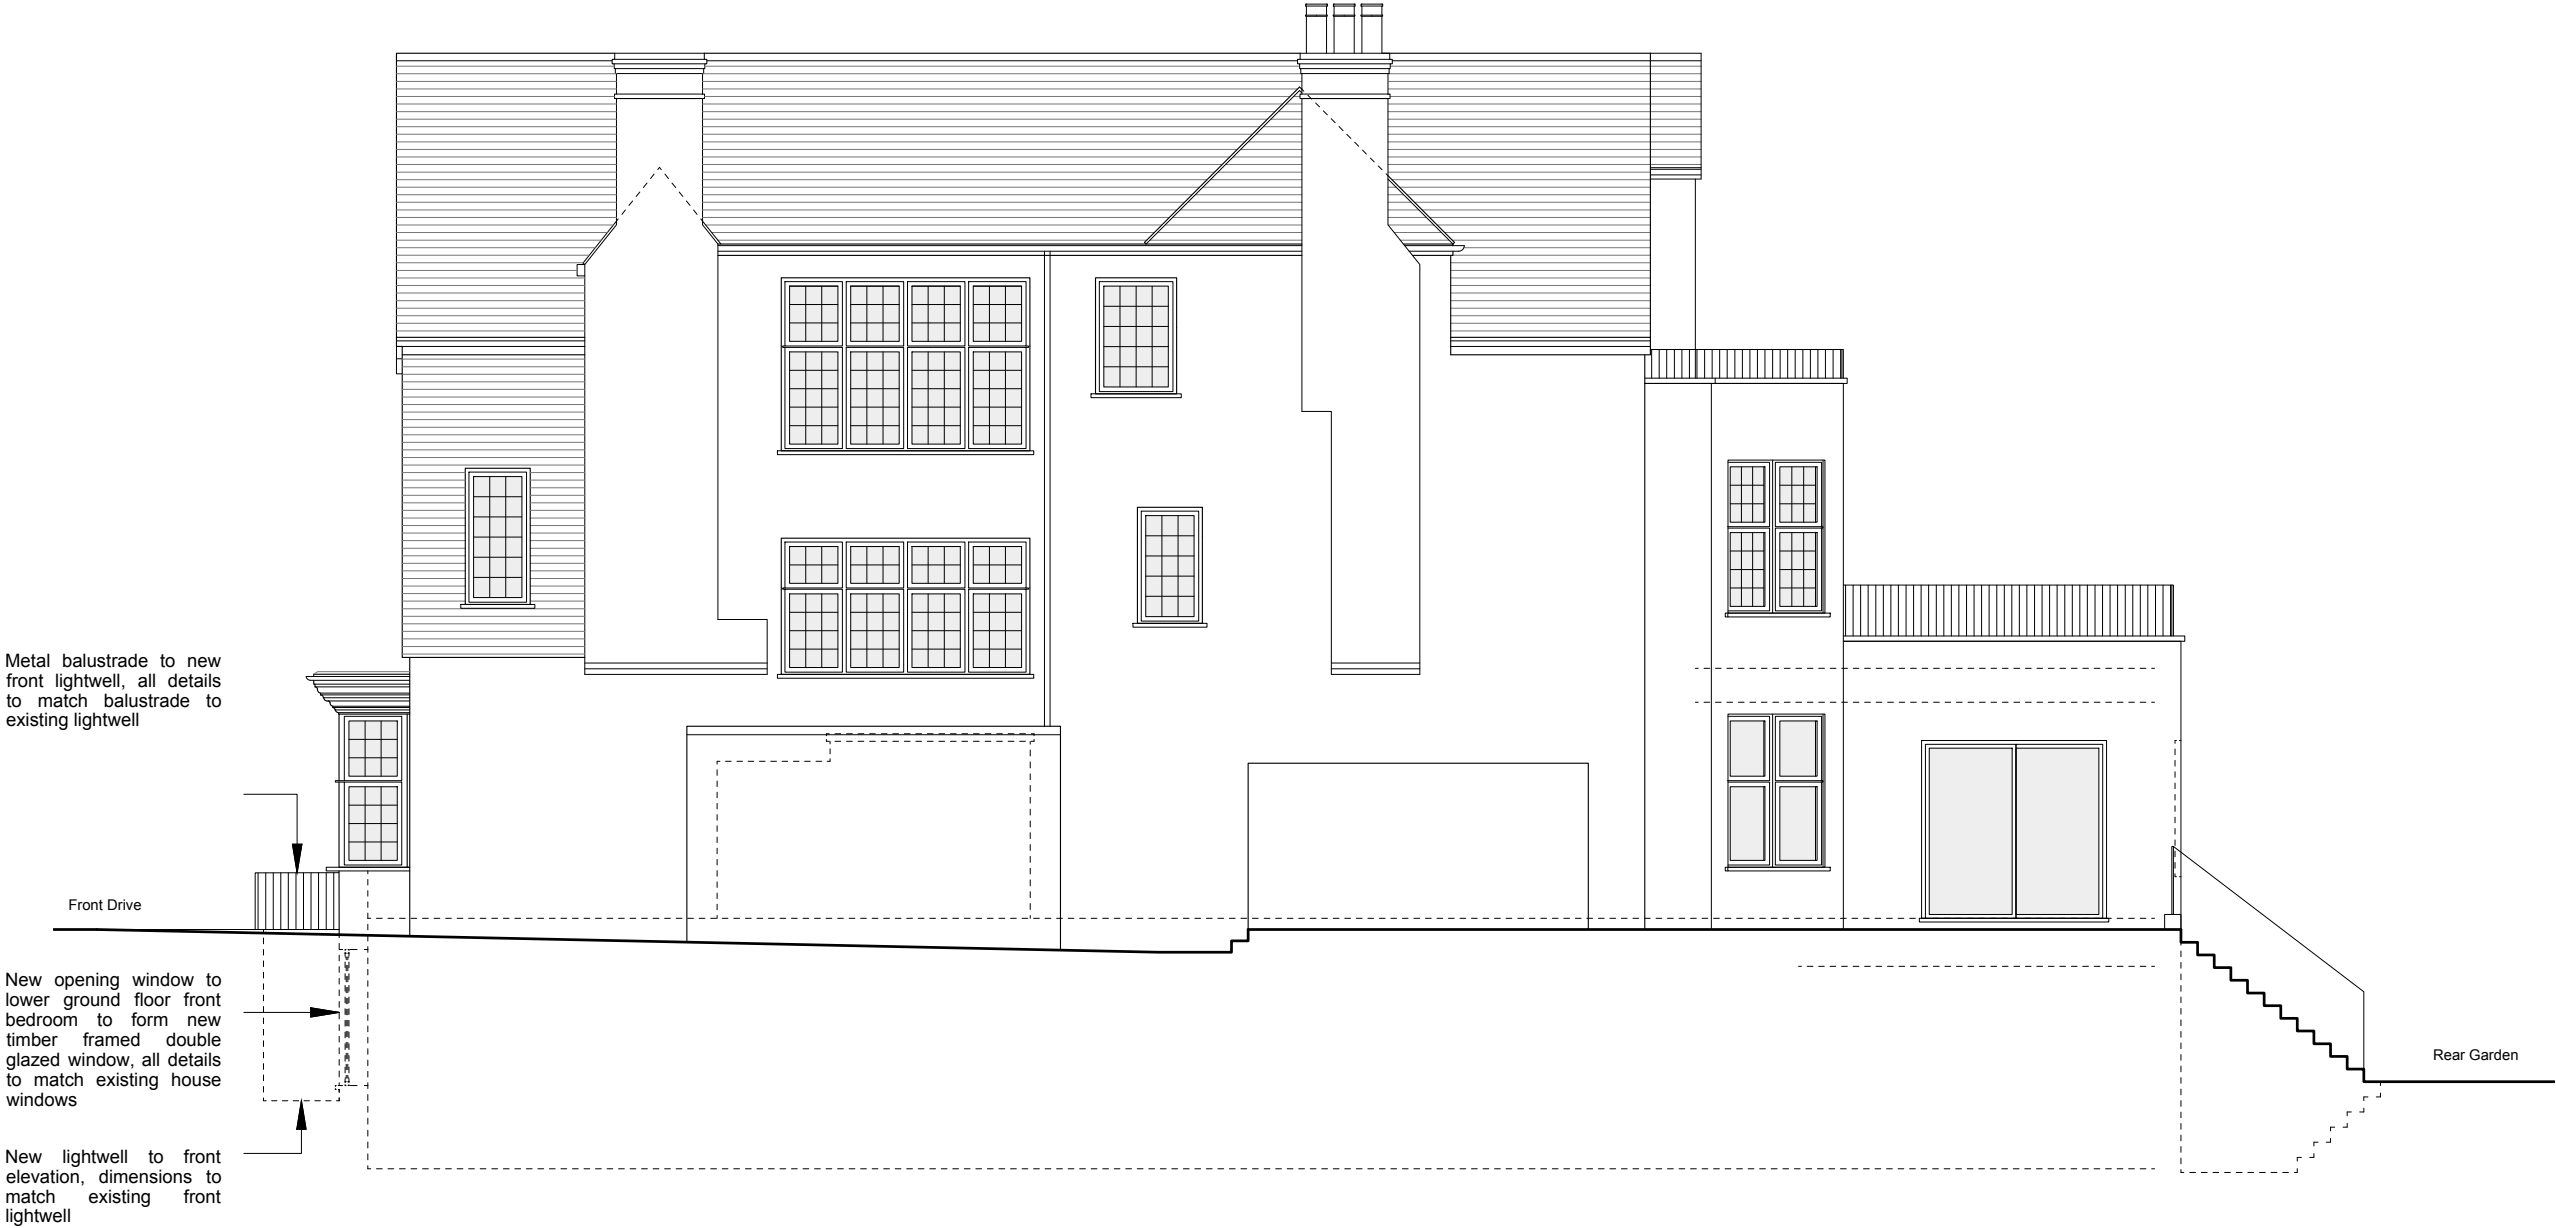 Metal balustrade to new
front lightwell, all details
to match balustrade to
existing lightwell
Front Drive
New opening window to
lower ground floor front
bedroom to form new
timber framed double
glazed window, all details
to match existing house
windows
Rear Garden
New lightwell to front
elevation, dimensions to
match existing front
lightwell